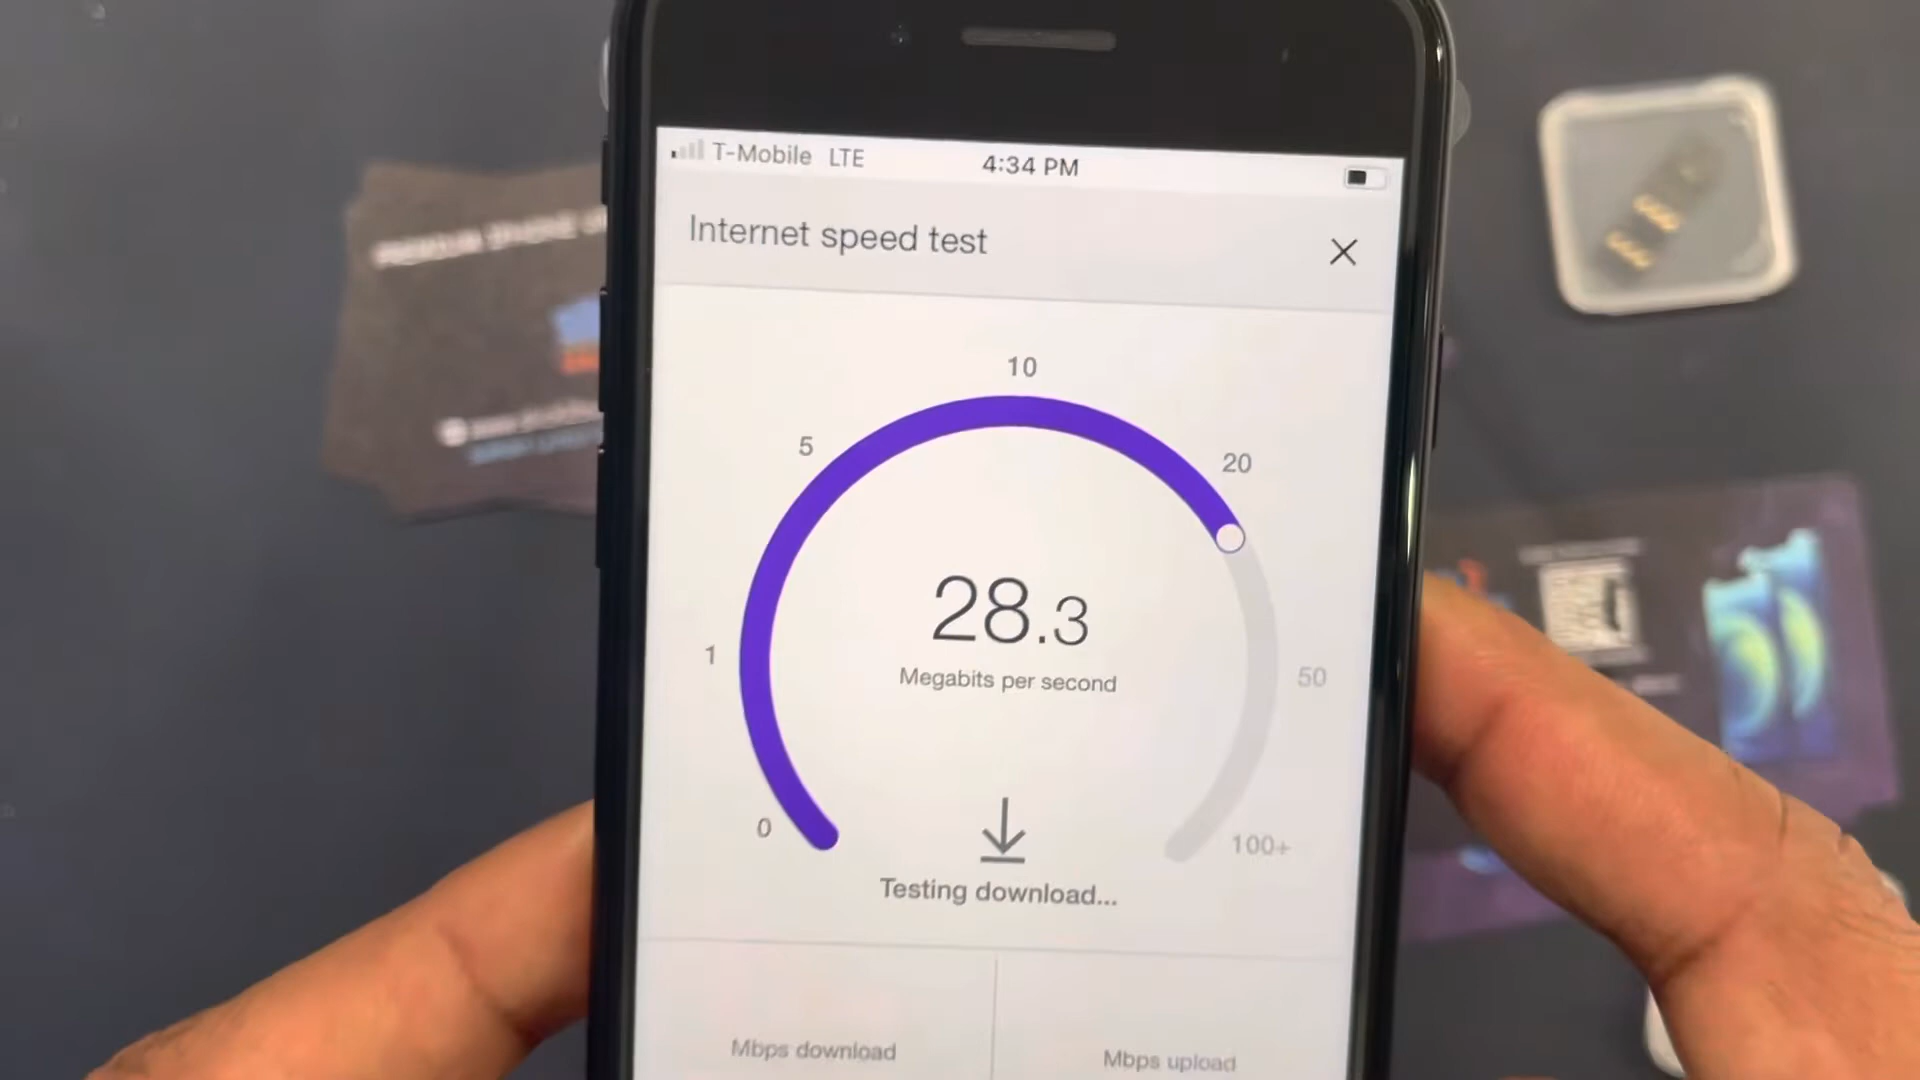 T-Mobile LTE 4:34 PM
Internet speed test
10
5
20
28.3
1
50
Megabits per second
0
100+
Testing download...
Mbps download
Mbps upload